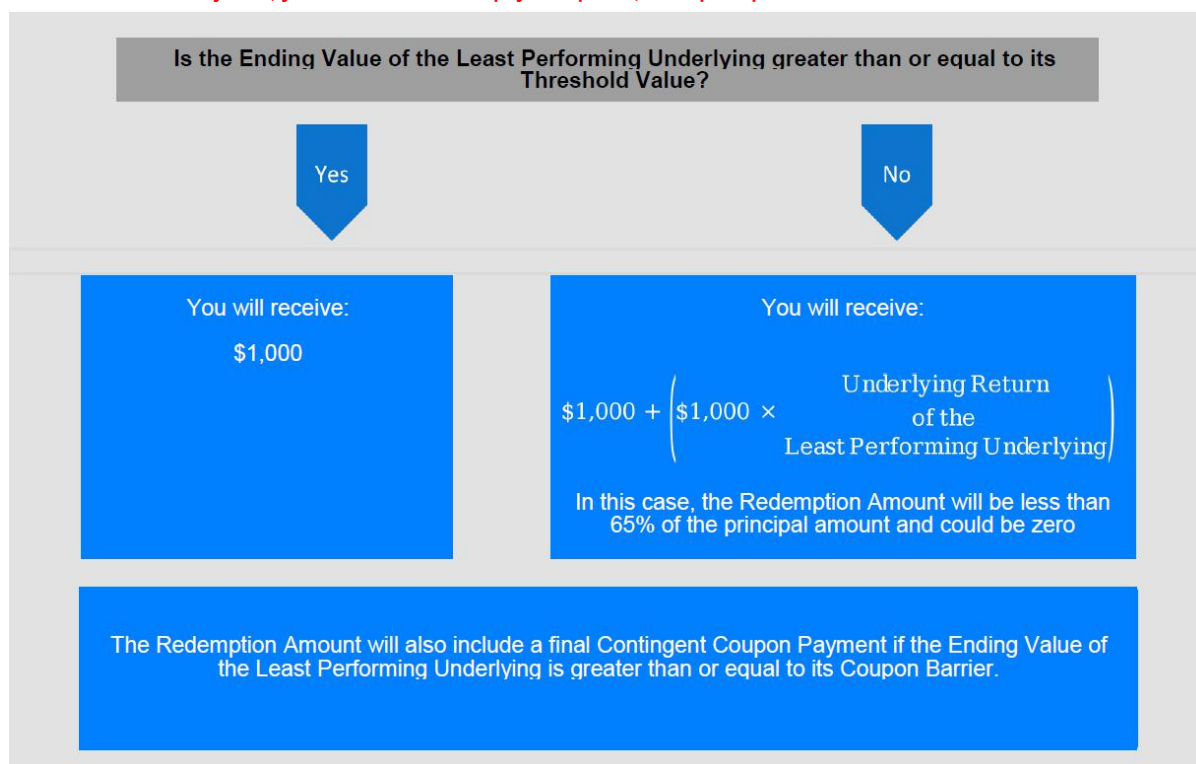 Is the Ending Value of the Least Performing Underlying greater than or equal to its
Threshold Value?
Yes
No
You will receive:
$1,000
You will receive:
$1,000 + ($1,000 × Underlying Return
of the
Least Performing Underlying)
In this case, the Redemption Amount will be less than
65% of the principal amount and could be zero
The Redemption Amount will also include a final Contingent Coupon Payment if the Ending Value of
the Least Performing Underlying is greater than or equal to its Coupon Barrier.